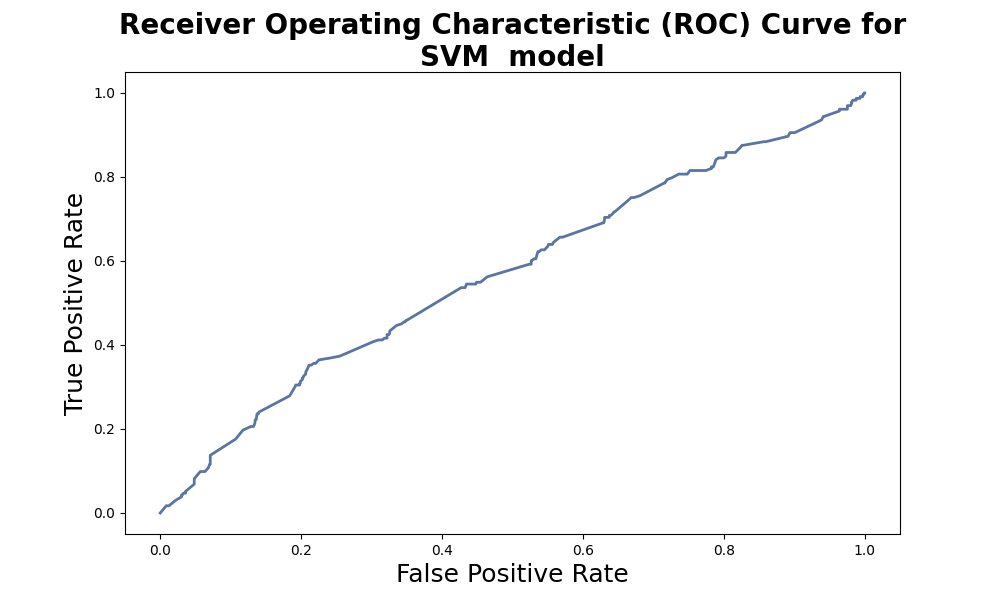 Receiver Operating Characteristic (ROC) Curve for
SVM  model
1.0
0.8
0.6
0.4
0.2
0.0
True Positive Rate
0.0 0.2 0.4 0.6 0.8 1.0
False Positive Rate